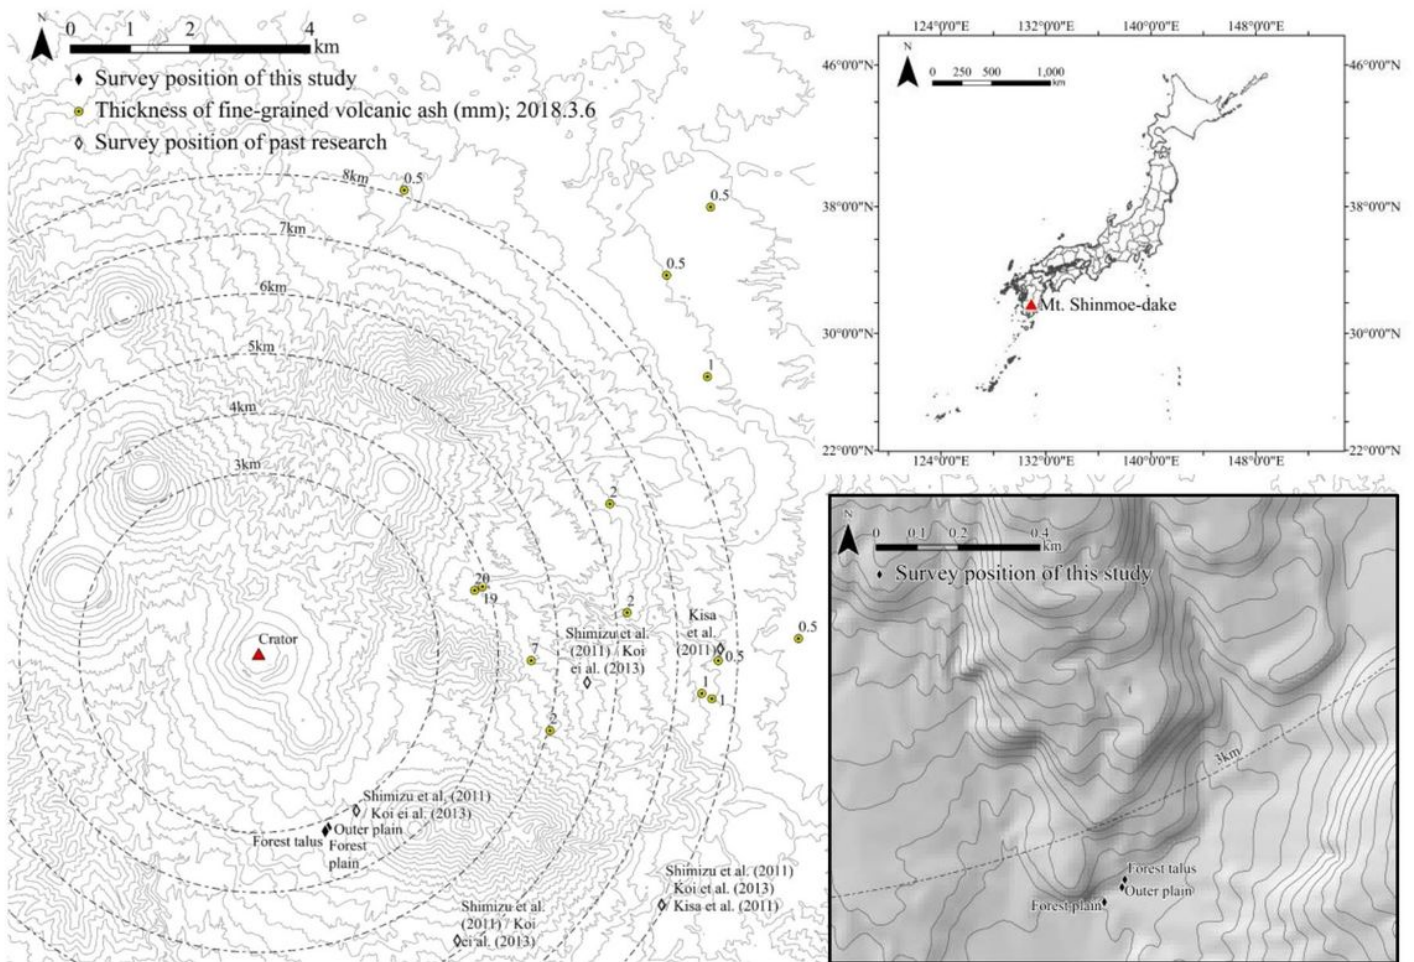 N
0 1 2 4
km
Survey position of this study
Thickness of fine-grained volcanic ash (mm); 2018.3.6
Survey position of past research
8km
0.5
0.5
7km
0.5
6km
5km
1
4km
3km
2
20
19
2
Crator
7
Shimizu et al.
(2011) / Koi
ei al. (2013)
Kisa
et al.
(2011)
0.5
0.5
1
1
2
Shimizu et al. (2011)
/ Koi ei al. (2013)
Outer plain
Forest talus
Forest
plain
Shimizu et al. (2011)
Koi et al. (2013)
/ Kisa et al. (2011)
Shimizu et al.
(2011) / Koi
ei al. (2013)
124°0'0"E 132°0'0"E 140°0'0"E 148°0'0"E
46°0'0"N 46°0'0"N
N
0 250 500 1,000
km
38°0'0"N 38°0'0"N
Mt. Shinmoe-dake
30°0'0"N 30°0'0"N
22°0'0"N 22°0'0"N
124°0'0"E 132°0'0"E 140°0'0"E 148°0'0"E
N
0 0.1 0.2 0.4
km
Survey position of this study
3km
Forest talus
Outer plain
Forest plain